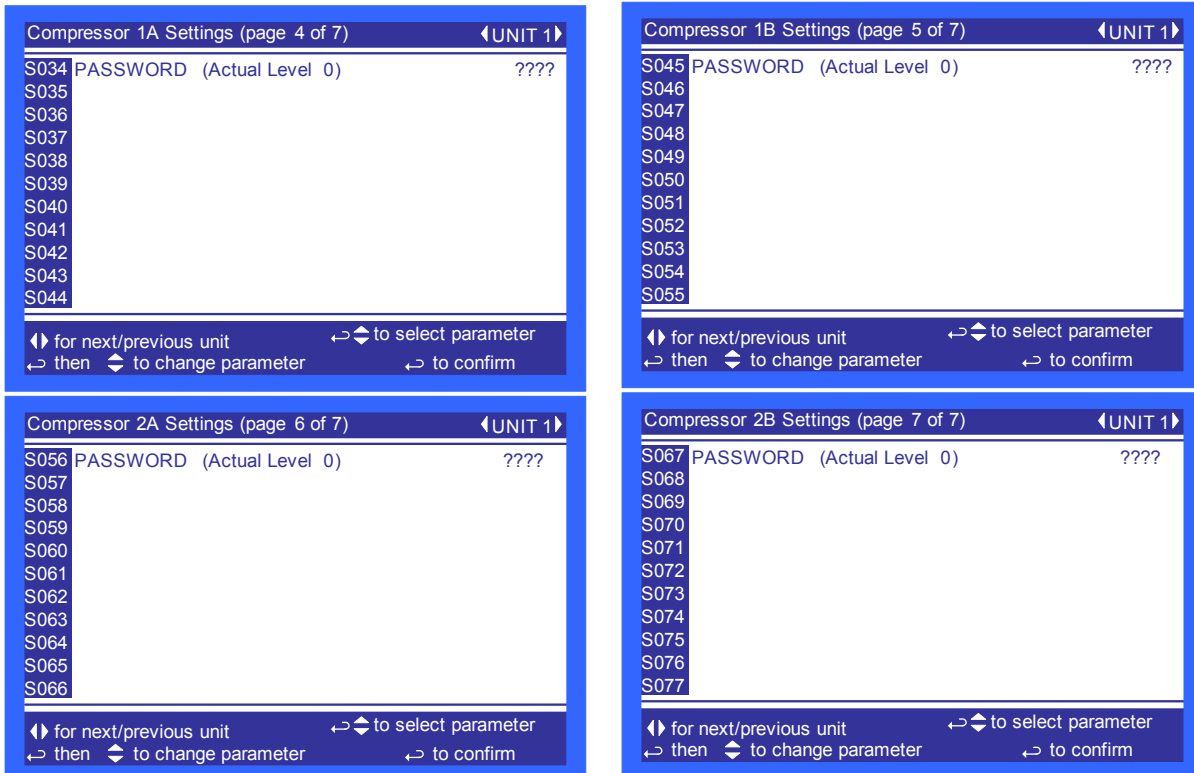 Compressor 1A Settings (page 4 of 7) UNIT 1
S034 PASSWORD (Actual Level 0) ????
S035
S036
S037
S038
S039
S040
S041
S042
S043
S044
for next/previous unit to select parameter
then to change parameter to confirm
Compressor 1B Settings (page 5 of 7) UNIT 1
S045 PASSWORD (Actual Level 0) ????
S046
S047
S048
S049
S050
S051
S052
S053
S054
S055
for next/previous unit to select parameter
then to change parameter to confirm
Compressor 2A Settings (page 6 of 7) UNIT 1
S056 PASSWORD (Actual Level 0) ????
S057
S058
S059
S060
S061
S062
S063
S064
S065
S066
for next/previous unit to select parameter
then to change parameter to confirm
Compressor 2B Settings (page 7 of 7) UNIT 1
S067 PASSWORD (Actual Level 0) ????
S068
S069
S070
S071
S072
S073
S074
S075
S076
S077
for next/previous unit to select parameter
then to change parameter to confirm